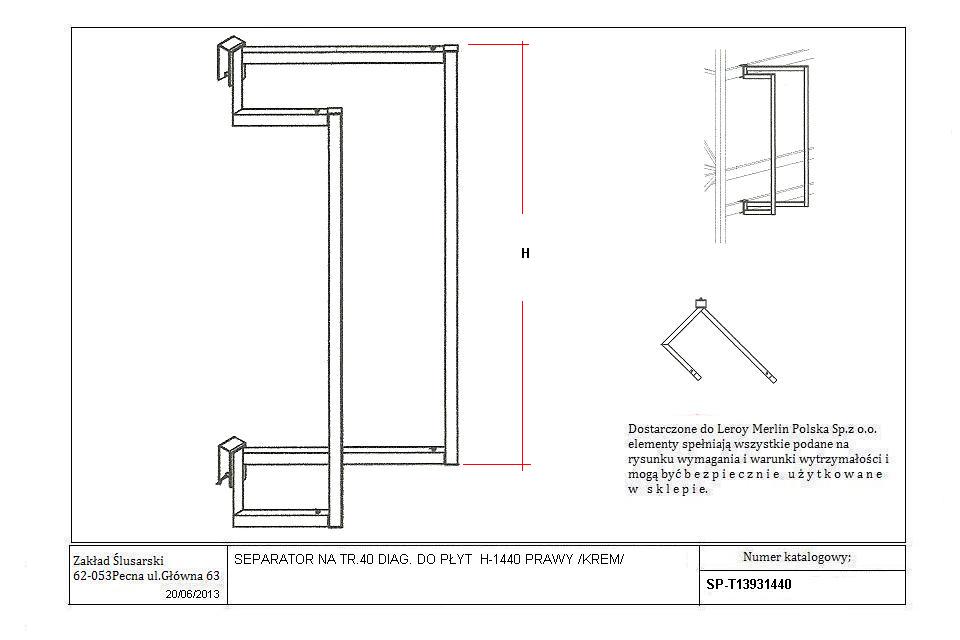 H
Dostarczone do Leroy Merlin Polska Sp.z o.o.
elementy spełniają wszystkie podane na
rysunku wymagania i warunki wytrzymałości i
mogą być b e z p i e c z n i e u ż y t k o w a n e
w s k l e p i e.
Zakład Ślusarski
62-053Pecna ul.Główna 63
20/06/2013
SEPARATOR NA TR.40 DIAG. DO PŁYT H-1440 PRAWY /KREM/
Numer katalogowy;
SP-T13931440